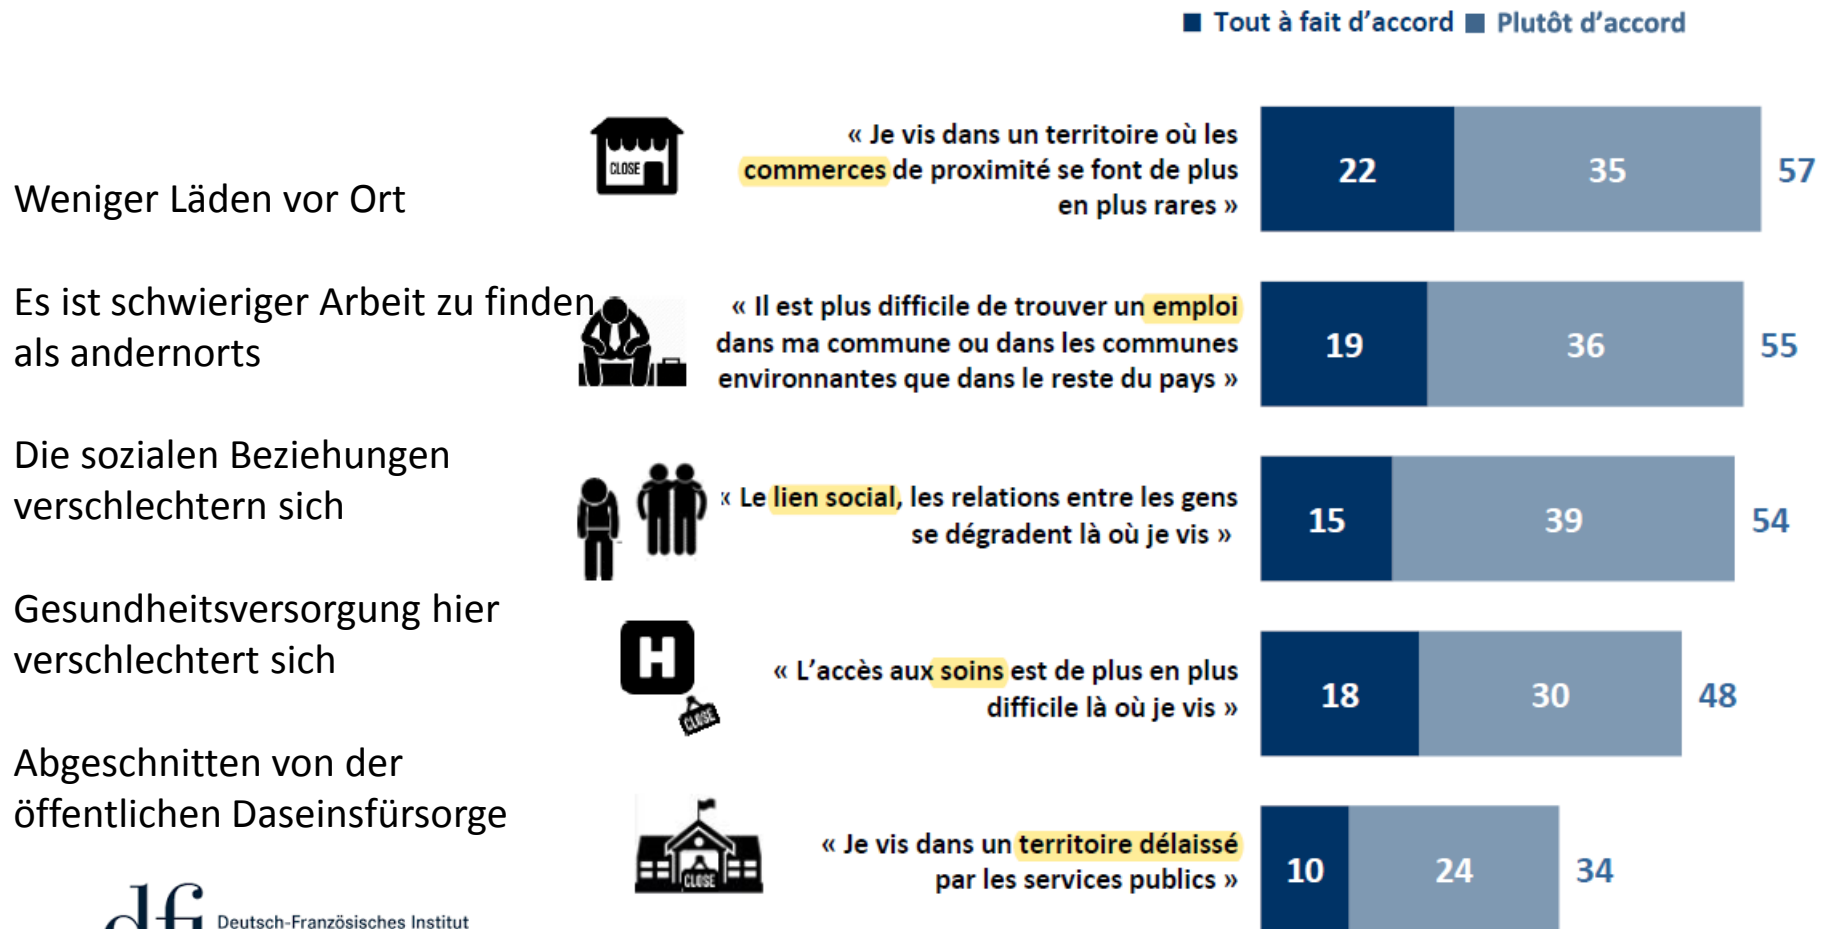 ■ Tout à fait d’accord ■ Plutôt d’accord
Weniger Läden vor Ort
CLOSE
« Je vis dans un territoire où les
commerces de proximité se font de plus
en plus rares »
22 35 57
Es ist schwieriger Arbeit zu finden
als andernorts
« Il est plus difficile de trouver un emploi
dans ma commune ou dans les communes
environnantes que dans le reste du pays »
19 36 55
Die sozialen Beziehungen
verschlechtern sich
« Le lien social, les relations entre les gens
se dégradent là où je vis »
15 39 54
Gesundheitsversorgung hier
verschlechtert sich
H
CLOSE
« L’accès aux soins est de plus en plus
difficile là où je vis »
18 30 48
Abgeschnitten von der
öffentlichen Daseinsfürsorge
CLOSE
« Je vis dans un territoire délaissé
par les services publics »
10 24 34
dfi Deutsch-Französisches Institut